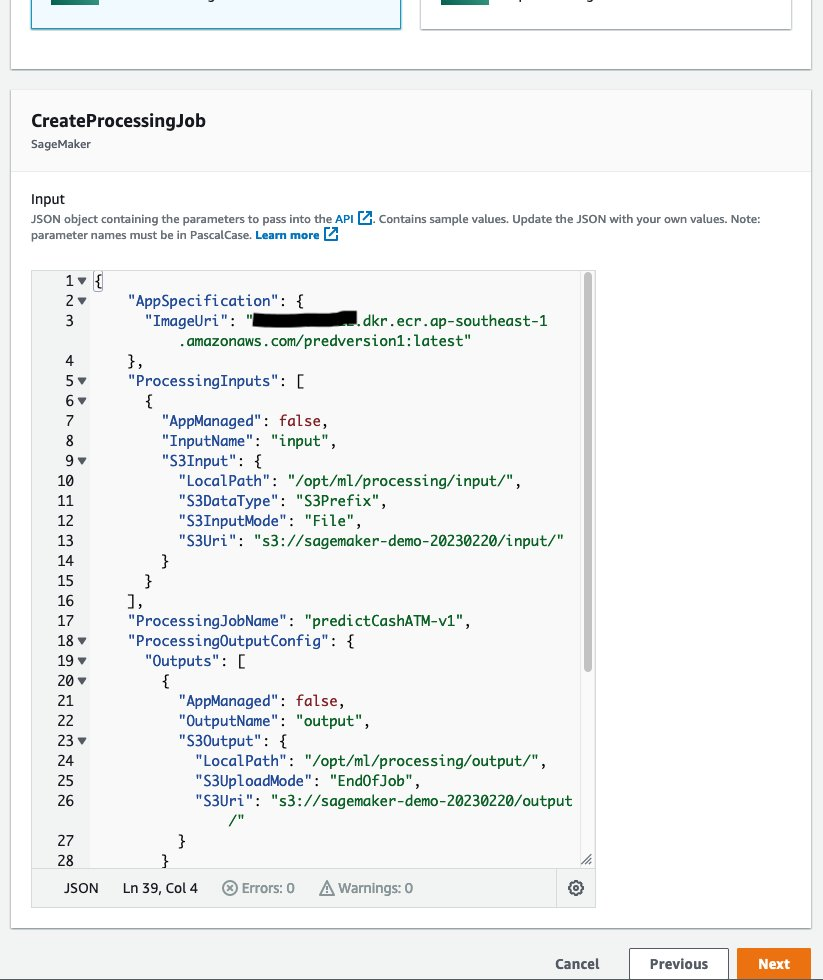 CreateProcessingJob
SageMaker
Input
JSON object containing the parameters to pass into the API. Contains sample values. Update the JSON with your own values. Note:
parameter names must be in PascalCase. Learn more
1 {
2 "AppSpecification": {
3 "ImageUri": ".dkr.ecr.ap-southeast-1
.amazonaws.com/predversion1:latest"
4 },
5 "ProcessingInputs": [
6 {
7 "AppManaged": false,
8 "InputName": "input",
9 "S3Input": {
10 "LocalPath": "/opt/ml/processing/input/",
11 "S3DataType": "S3Prefix",
12 "S3InputMode": "File",
13 "S3Uri": "s3://sagemaker-demo-20230220/input/"
14 }
15 }
16 ],
17 "ProcessingJobName": "predictCashATM-v1",
18 "ProcessingOutputConfig": {
19 "Outputs": [
20 {
21 "AppManaged": false,
22 "OutputName": "output",
23 "S3Output": {
24 "LocalPath": "/opt/ml/processing/output/",
25 "S3UploadMode": "EndOfJob",
26 "S3Uri": "s3://sagemaker-demo-20230220/output
/"
27 }
28 }
JSON Ln 39, Col 4 Errors: 0 Warnings: 0
Cancel Previous Next